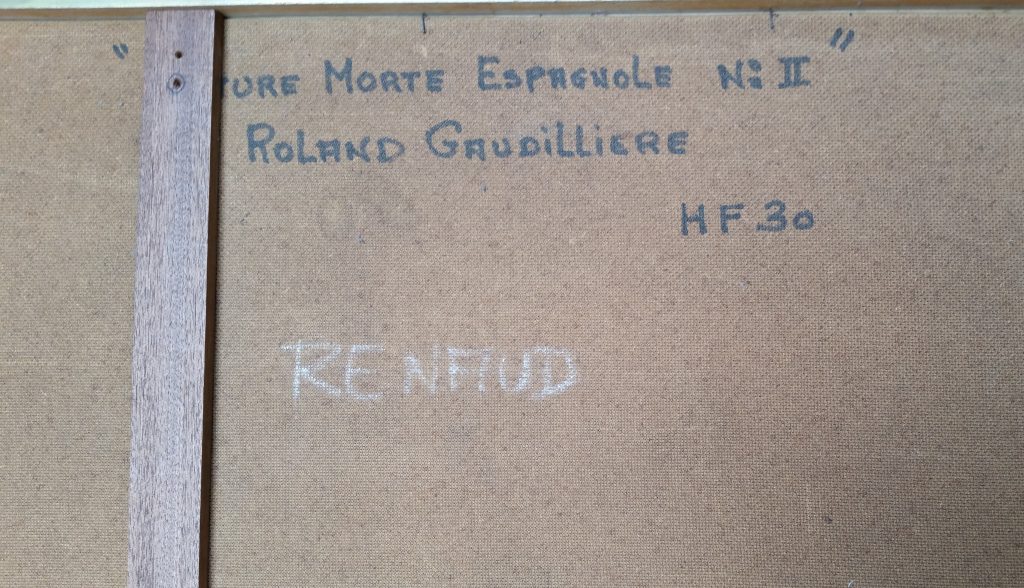 " TURE MORTE ESPAGNOLE N: II "
ROLAND GAUDILLIERE
HF.30
RENAUD